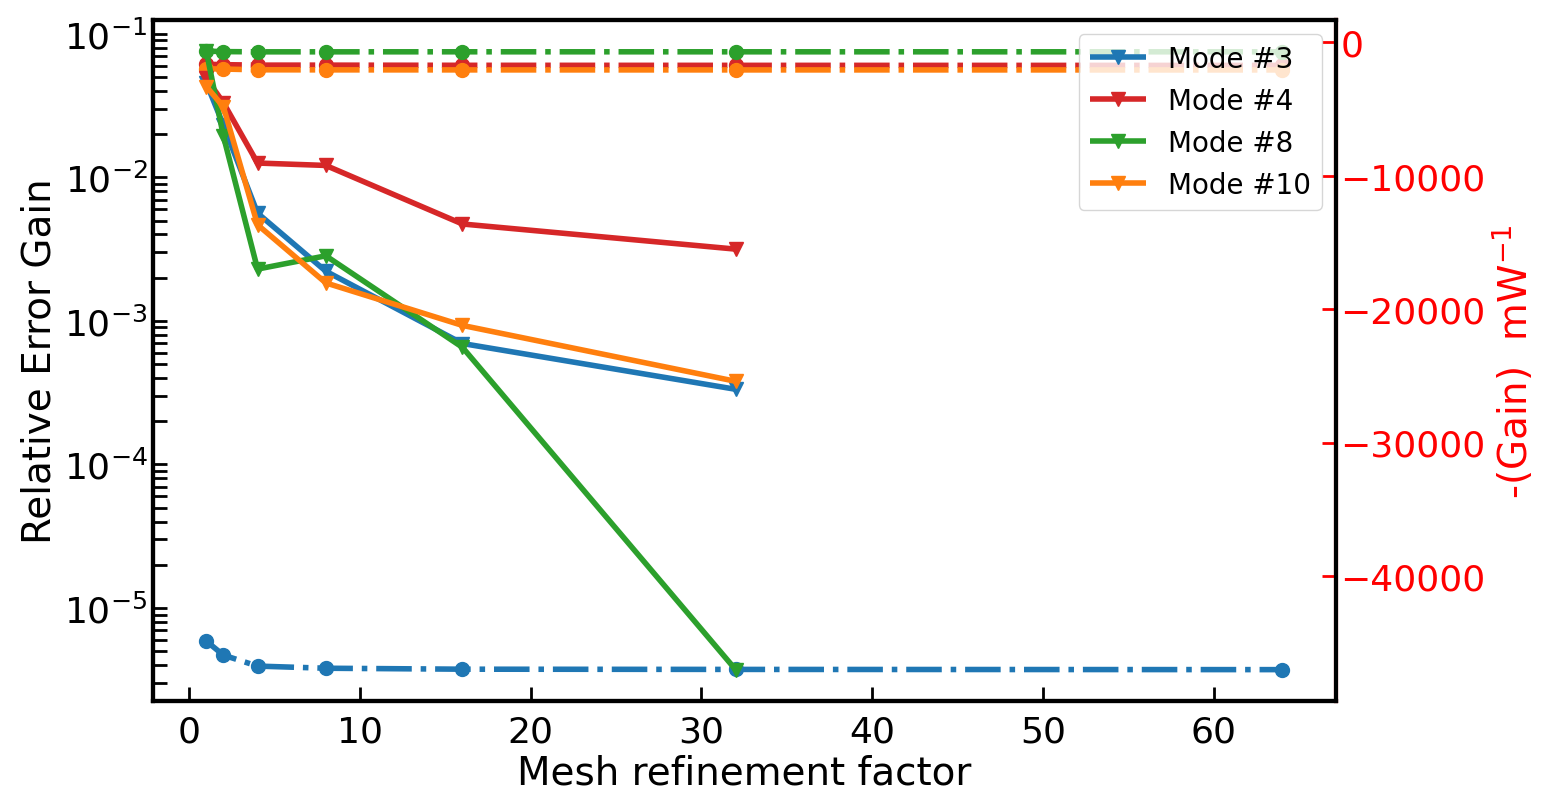 Relative Error Gain
10⁻¹
10⁻²
10⁻³
10⁻⁴
10⁻⁵
Mode #3
Mode #4
Mode #8
Mode #10
0
−10000
−20000
−30000
−40000
-(Gain) mW⁻¹
0 10 20 30 40 50 60
Mesh refinement factor